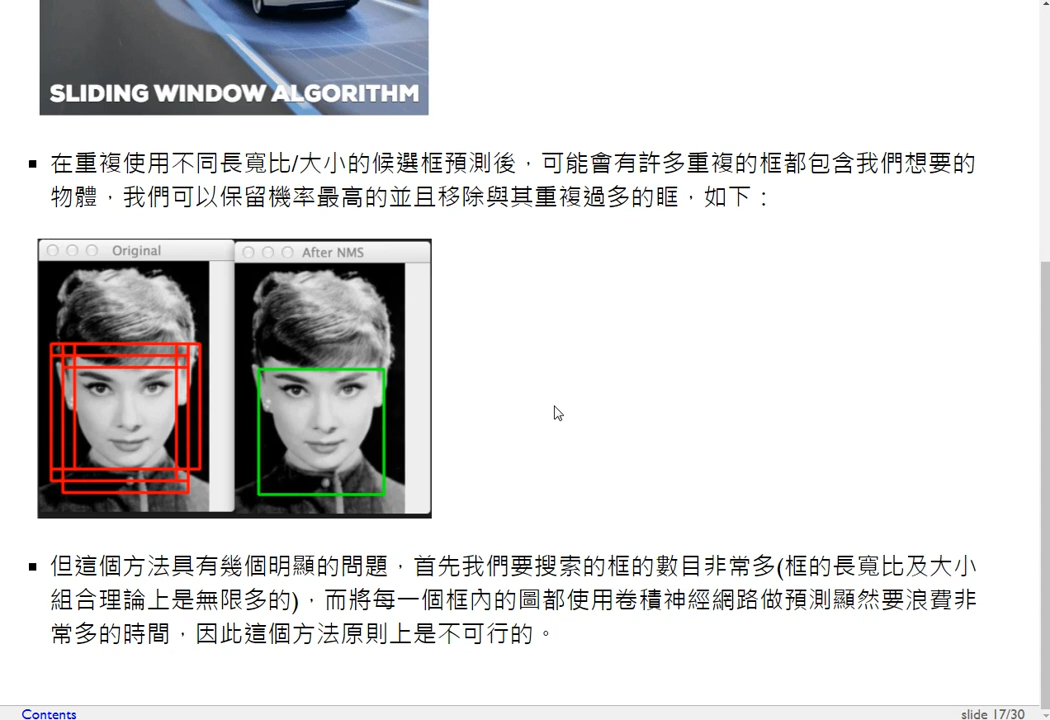 SLIDING WINDOW ALGORITHM
▪ 在重複使用不同長寬比/大小的候選框預測後，可能會有許多重複的框都包含我們想要的
物體，我們可以保留機率最高的並且移除與其重複過多的眶，如下：
Original
After NMS
▪ 但這個方法具有幾個明顯的問題，首先我們要搜索的框的數目非常多(框的長寬比及大小
組合理論上是無限多的)，而將每一個框內的圖都使用卷積神經網路做預測顯然要浪費非
常多的時間，因此這個方法原則上是不可行的。
Contents
slide 17/30